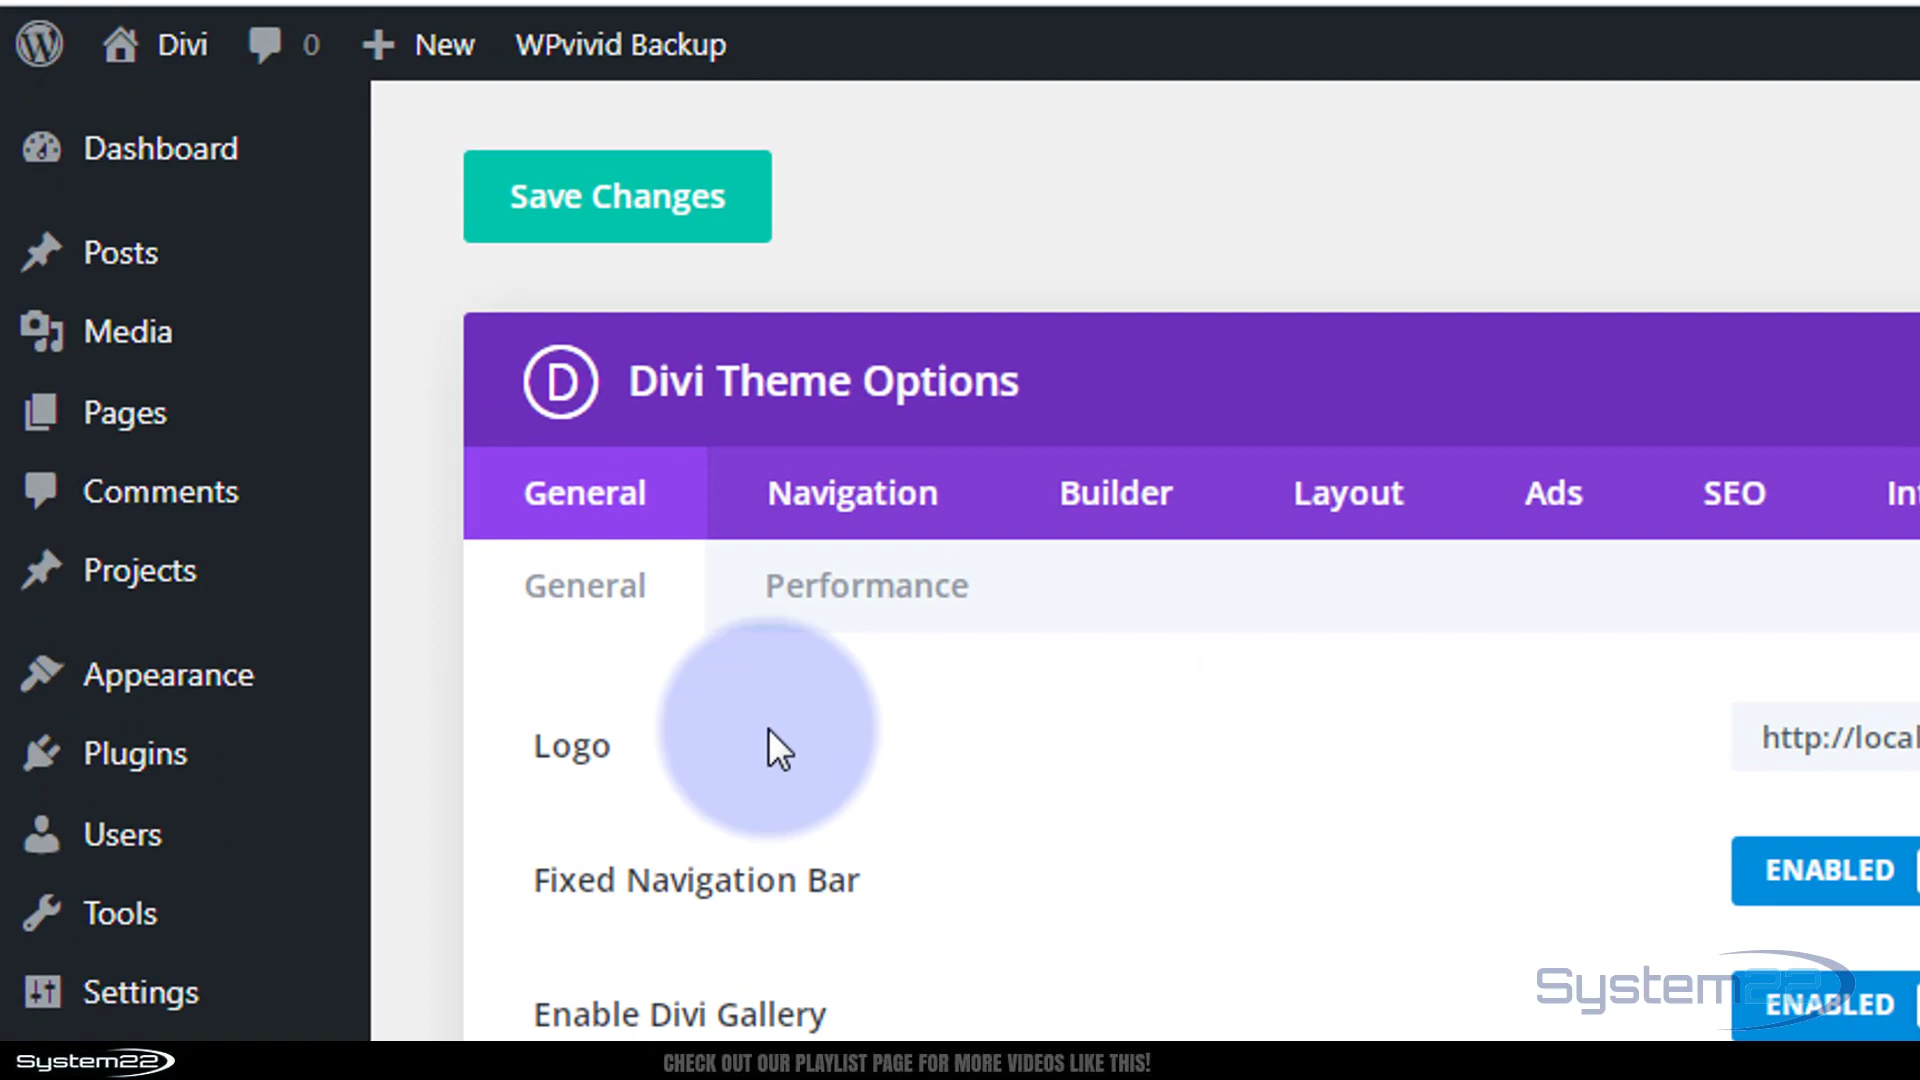 Divi
0
New
WPvivid Backup
Dashboard
Posts
Media
Pages
Comments
Projects
Appearance
Plugins
Users
Tools
Settings
Save Changes
D
Divi Theme Options
General
Navigation
Builder
Layout
Ads
SEO
General
Performance
Logo
http://local
Fixed Navigation Bar
ENABLED
Enable Divi Gallery
ENABLED
System22
System22
CHECK OUT OUR PLAYLIST PAGE FOR MORE VIDEOS LIKE THIS!